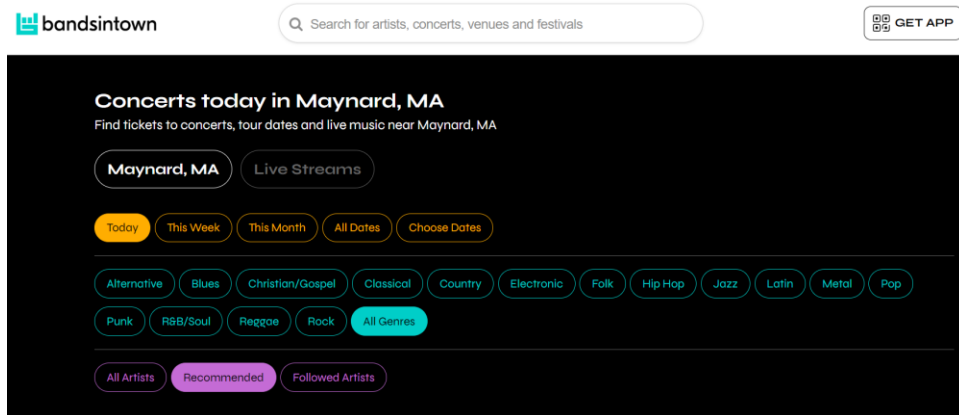 bandsintown
Search for artists, concerts, venues and festivals
GET APP
Concerts today in Maynard, MA
Find tickets to concerts, tour dates and live music near Maynard, MA
Maynard, MA Live Streams
Today This Week This Month All Dates Choose Dates
Alternative Blues Christian/Gospel Classical Country Electronic Folk Hip Hop Jazz Latin Metal Pop
Punk R&B/Soul Reggae Rock All Genres
All Artists Recommended Followed Artists